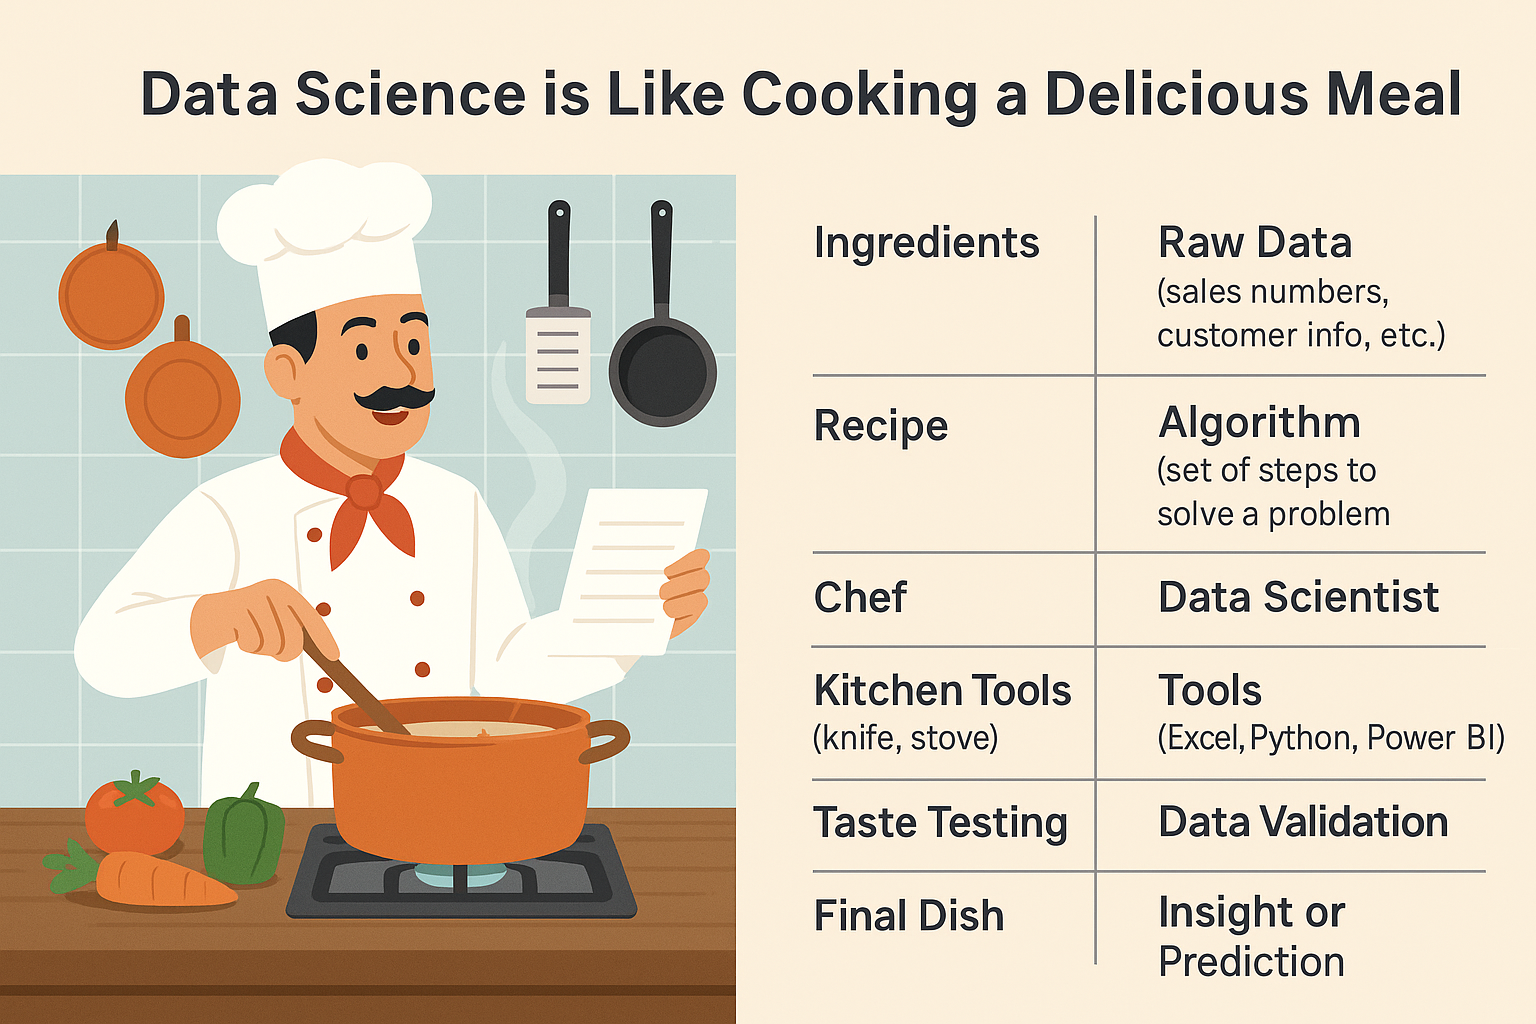 Data Science is Like Cooking a Delicious Meal
Ingredients
Raw Data
(sales numbers,
customer info, etc.)
Recipe
Algorithm
(set of steps to
solve a problem
Chef
Data Scientist
Kitchen Tools
(knife, stove)
Tools
(Excel, Python, Power BI)
Taste Testing
Data Validation
Final Dish
Insight or
Prediction